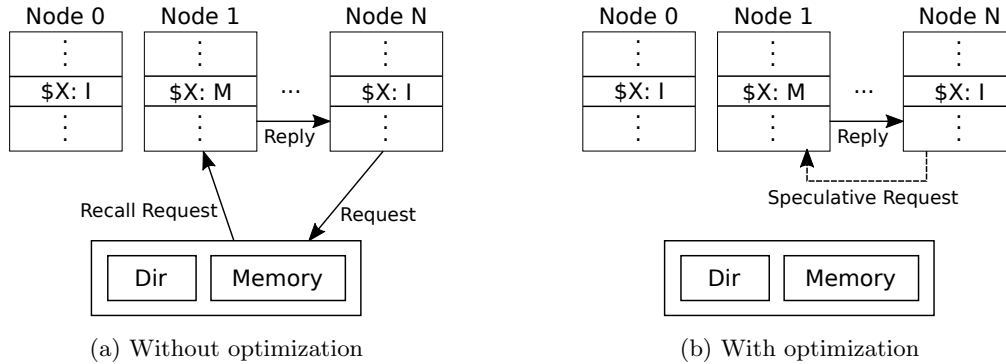 Node 0 Node 1 Node N
⋮ ⋮ ⋮
$X: I $X: M ... $X: I
⋮ ⋮ ⋮
Reply
Recall Request Request
Dir Memory
(a) Without optimization
Node 0 Node 1 Node N
⋮ ⋮ ⋮
$X: I $X: M ... $X: I
⋮ ⋮ ⋮
Reply
Speculative Request
Dir Memory
(b) With optimization